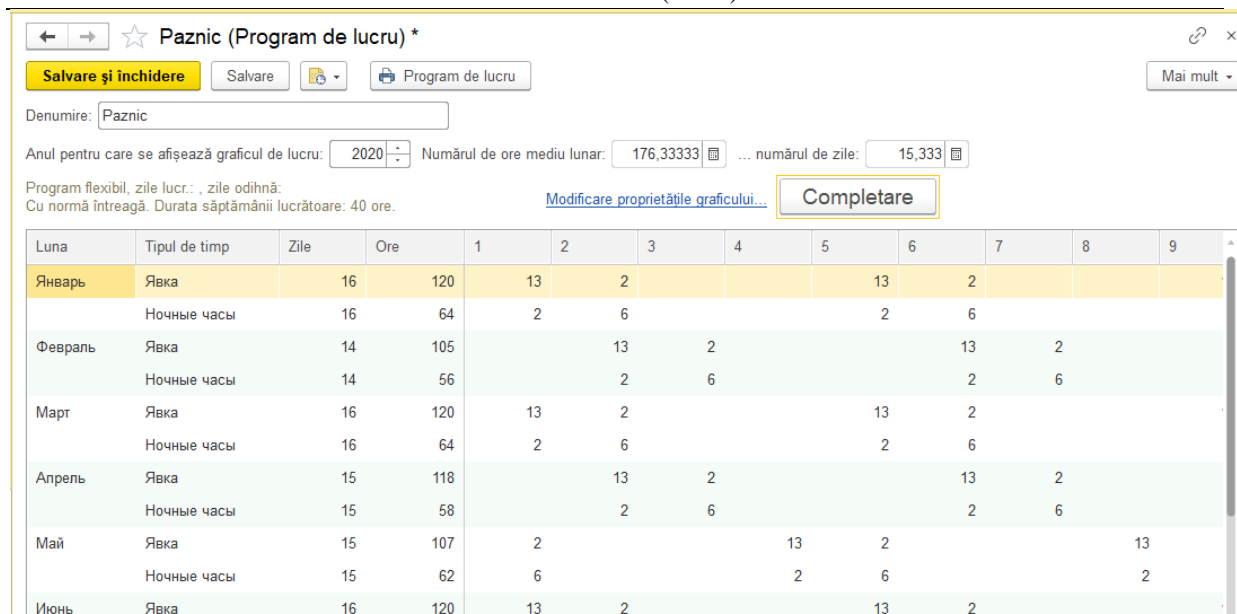 Paznic (Program de lucru) *
Salvare și închidere Salvare Program de lucru Mai mult
Denumire: Paznic
Anul pentru care se afișează graficul de lucru: 2020 Numărul de ore mediu lunar: 176,33333 ... numărul de zile: 15,333
Program flexibil, zile lucr.: , zile odihnă:
Cu normă întreagă. Durata săptămânii lucrătoare: 40 ore. Modificare proprietățile graficului... Completare
Luna Tipul de timp Zile Ore 1 2 3 4 5 6 7 8 9
Январь Явка 16 120 13 2 13 2
Ночные часы 16 64 2 6 2 6
Февраль Явка 14 105 13 2 13 2
Ночные часы 14 56 2 6 2 6
Март Явка 16 120 13 2 13 2
Ночные часы 16 64 2 6 2 6
Апрель Явка 15 118 13 2 13 2
Ночные часы 15 58 2 6 2 6
Май Явка 15 107 2 13 2 13
Ночные часы 15 62 6 2 6 2
Июнь Явка 16 120 13 2 13 2